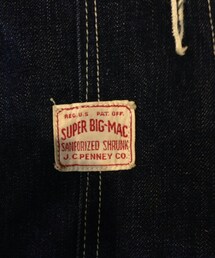 REG. U.S. PAT. OFF.
SUPER BIG-MAC
SANFORIZED SHRUNK
J.C. PENNEY CO.